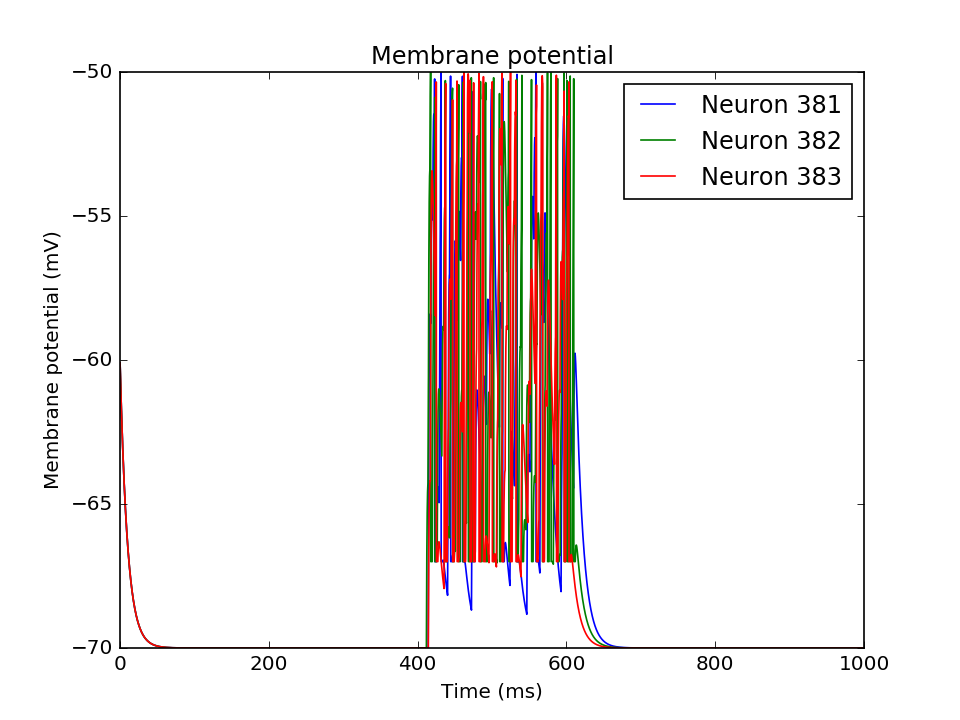 Membrane potential
Neuron 381
Neuron 382
Neuron 383
Membrane potential (mV)
−50
−55
−60
−65
−70
0 200 400 600 800 1000
Time (ms)